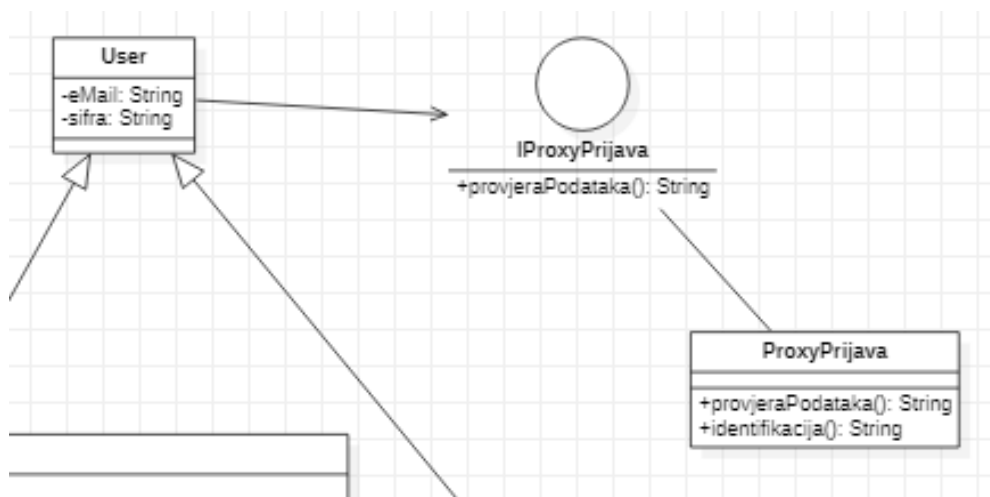 User
-eMail: String
-sifra: String
IProxyPrijava
+provjeraPodataka(): String
ProxyPrijava
+provjeraPodataka(): String
+identifikacija(): String